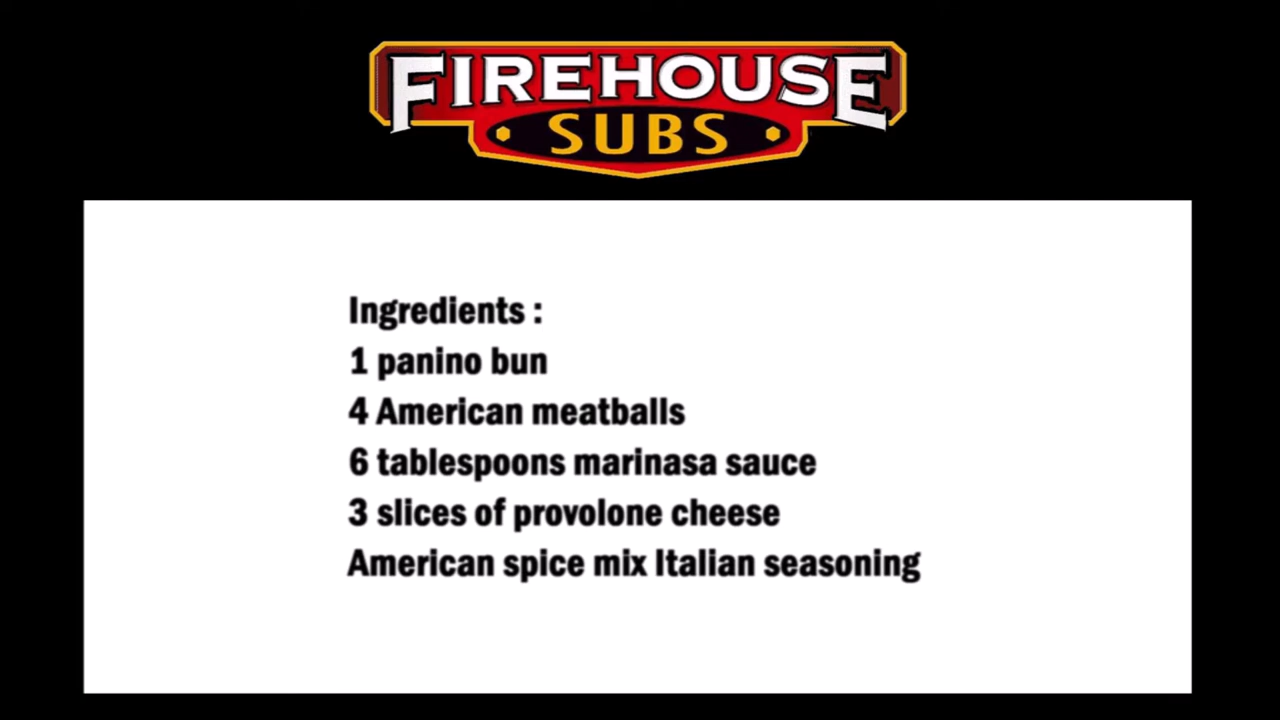 FIREHOUSE
SUBS
Ingredients :
1 panino bun
4 American meatballs
6 tablespoons marinasa sauce
3 slices of provolone cheese
American spice mix Italian seasoning